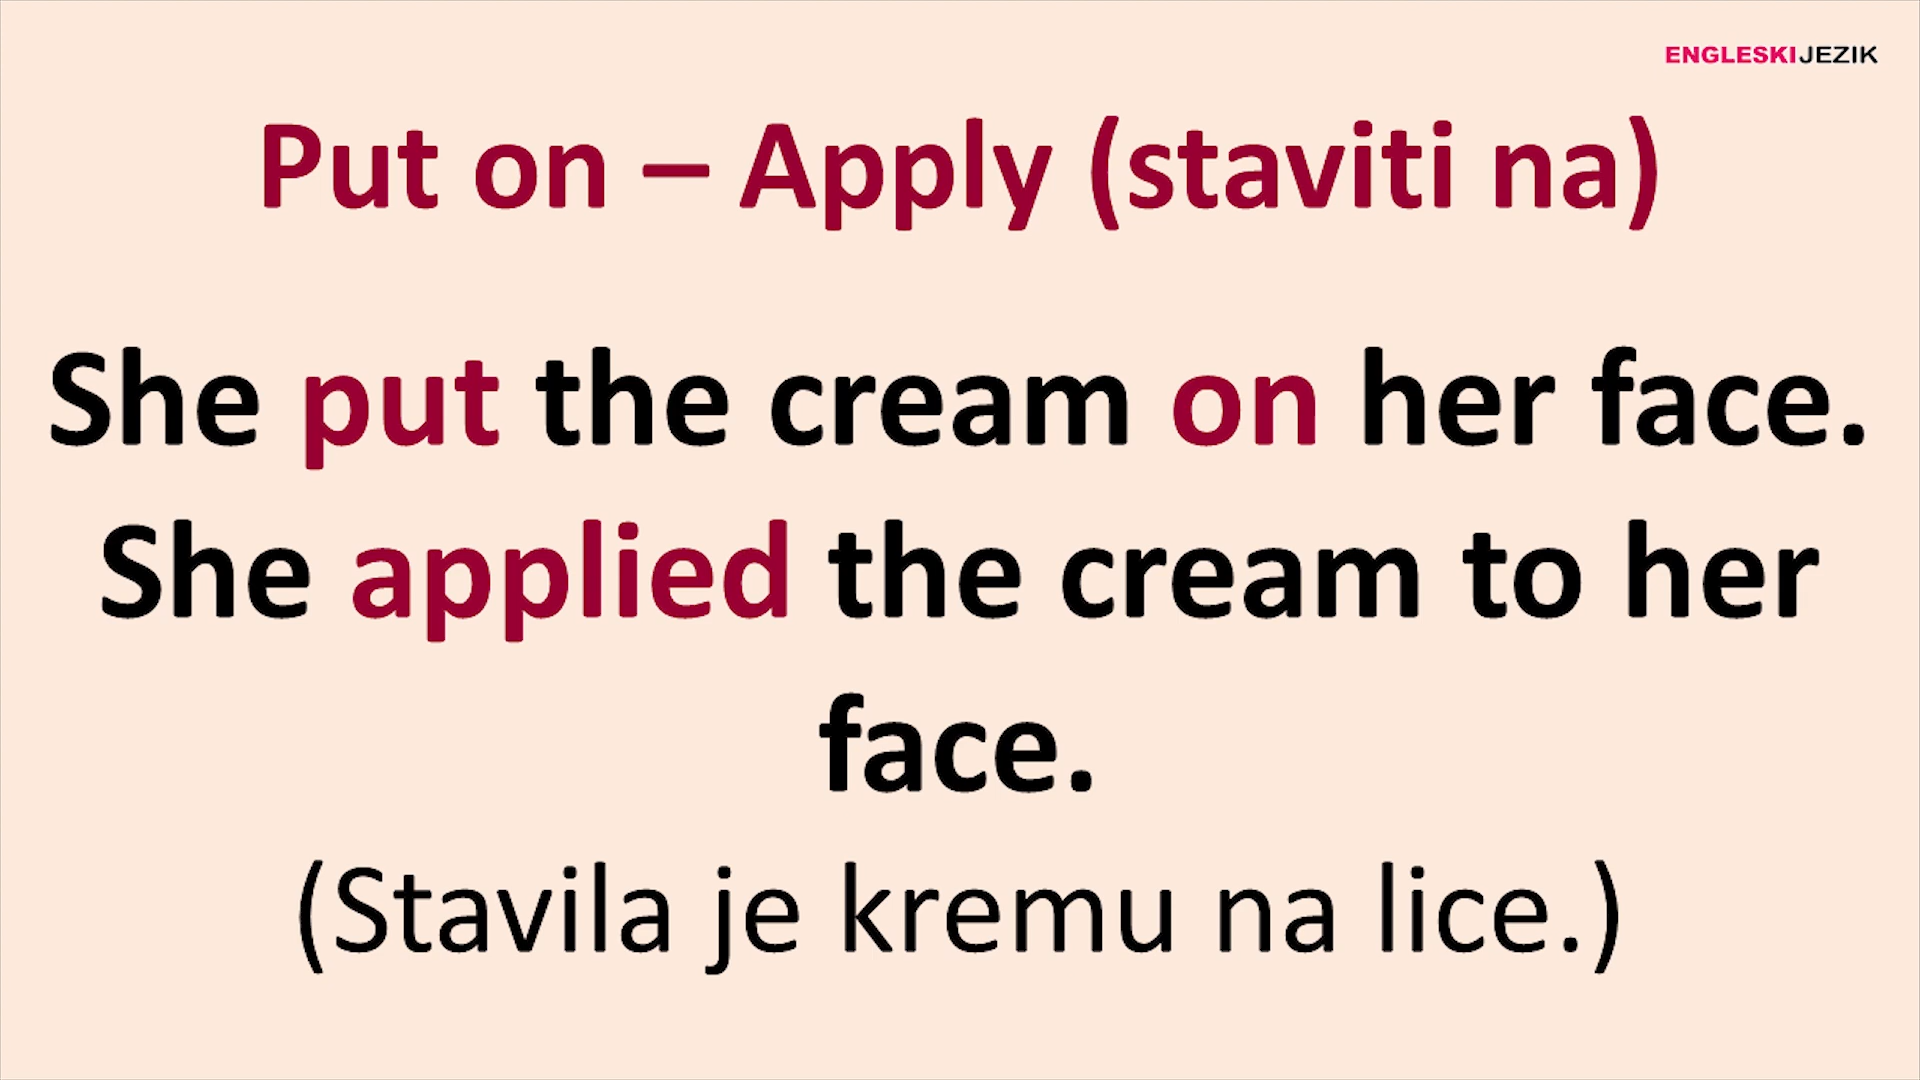 ENGLESKIJEZIK
Put on – Apply (staviti na)
She put the cream on her face.
She applied the cream to her
face.
(Stavila je kremu na lice.)